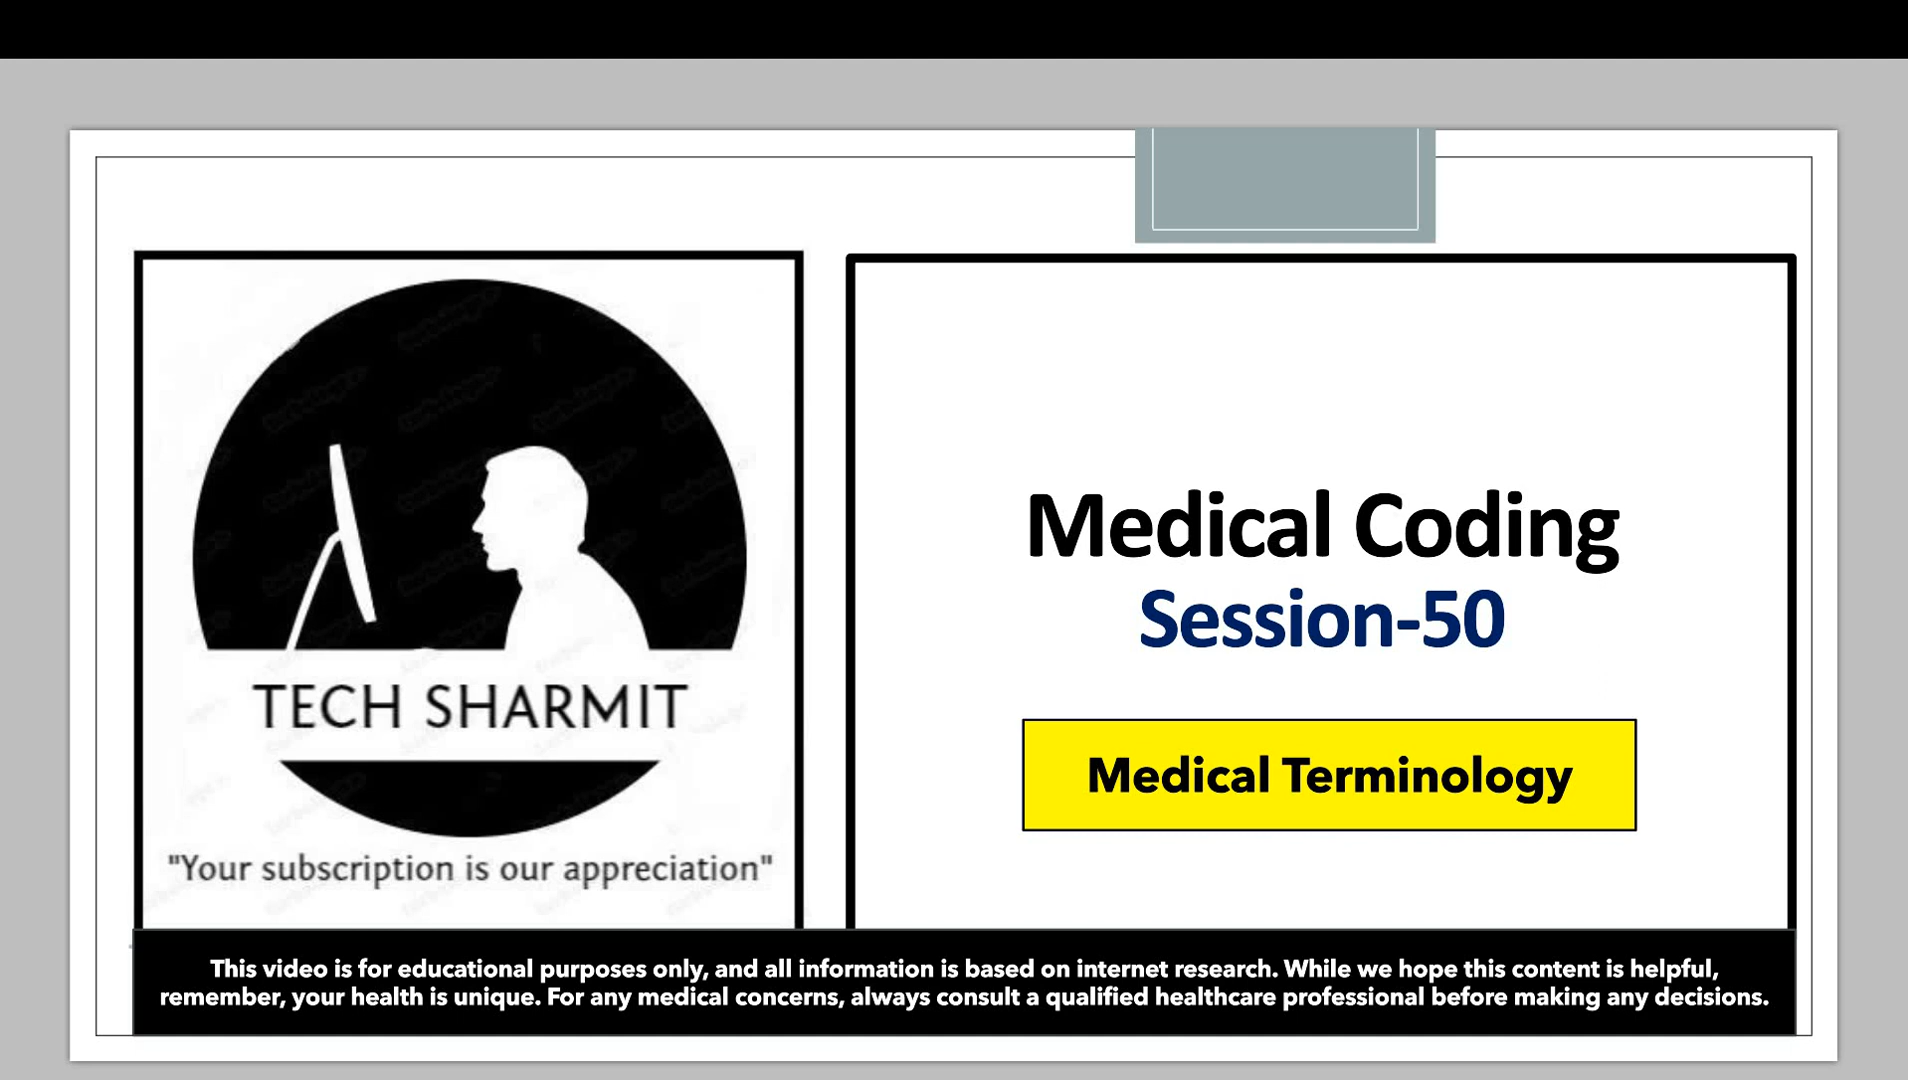 TECH SHARMIT
"Your subscription is our appreciation"
Medical Coding
Session-50
Medical Terminology
This video is for educational purposes only, and all information is based on internet research. While we hope this content is helpful,
remember, your health is unique. For any medical concerns, always consult a qualified healthcare professional before making any decisions.